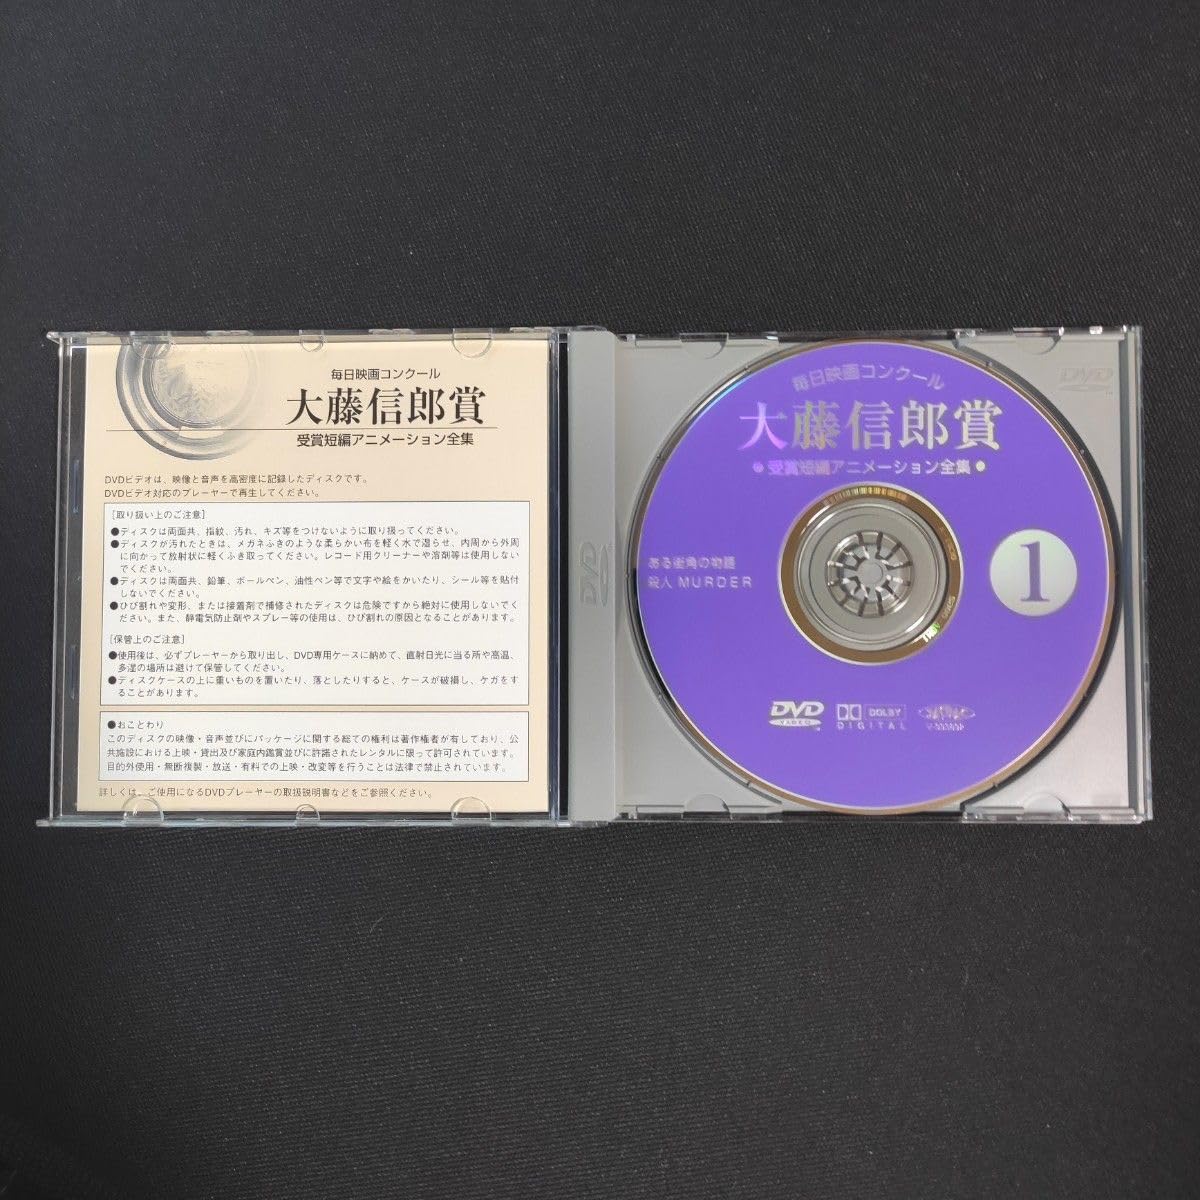 毎日映画コンクール
大藤信郎賞
受賞短編アニメーション全集
DVDビデオは、映像と音声を高密度に記録したディスクです。
DVDビデオ対応のプレーヤーで再生してください。
[取り扱い上のご注意]
●ディスクは両面共、指紋、汚れ、キズ等をつけないように取り扱ってください。
●ディスクが汚れたときは、メガネふきのような柔らかい布を軽く水で湿らせ、内周から外周
に向かって放射状に軽くふき取ってください。レコード用クリーナーや溶剤等は使用しない
でください。
●ディスクは両面共、鉛筆、ボールペン、油性ペン等で文字や絵をかいたり、シール等を貼付
しないでください。
●ひび割れや変形、または接着剤で補修されたディスクは危険ですから絶対に使用しないでく
ださい。また、静電気防止剤やスプレー等の使用は、ひび割れの原因となることがあります。
[保管上のご注意]
●使用後は、必ずプレーヤーから取り出し、DVD専用ケースに納めて、直射日光に当る所や高温、
多湿の場所は避けて保管してください。
●ディスクケースの上に重いものを置いたり、落としたりすると、ケースが破損し、ケガをす
ることがあります。
●おことわり
このディスクの映像・音声並びにパッケージに関する総ての権利は著作権者が有しており、公
共施設における上映・貸出及び家庭内鑑賞並びに許諾されたレンタルに限って許可されています。
目的外使用・無断複製・放送・有料での上映・改変等を行うことは法律で禁止されています。
詳しくは、ご使用になるDVDプレーヤーの取扱説明書などをご参照ください。
DVD
DVD
毎日映画コンクール
大藤信郎賞
●受賞短編アニメーション全集●
ある街角の物語
殺人 MURDER
1
DVD
VIDEO
DOLBY
DIGITAL